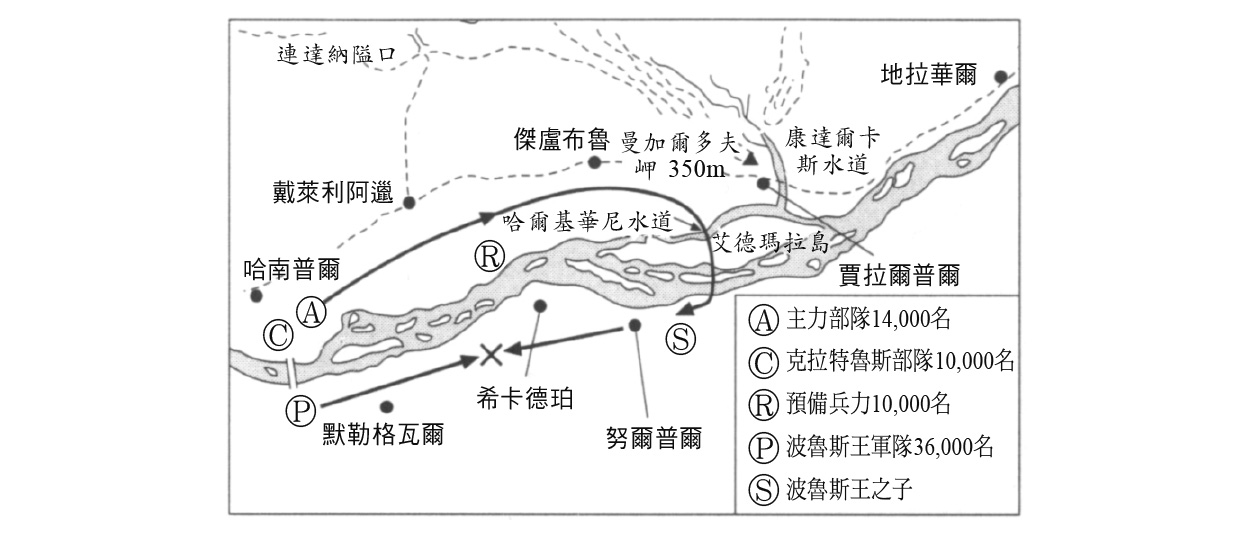 連達納隘口
地拉華爾
傑盧布魯
曼加爾多夫
岬 350m
康達爾卡
斯水道
戴萊利阿邋
哈爾基華尼水道
艾德瑪拉島
R
哈南普爾
賈拉爾普爾
A
C
S
P
希卡德珀
默勒格瓦爾
努爾普爾
A 主力部隊14,000名
C 克拉特魯斯部隊10,000名
R 預備兵力10,000名
P 波魯斯王軍隊36,000名
S 波魯斯王之子